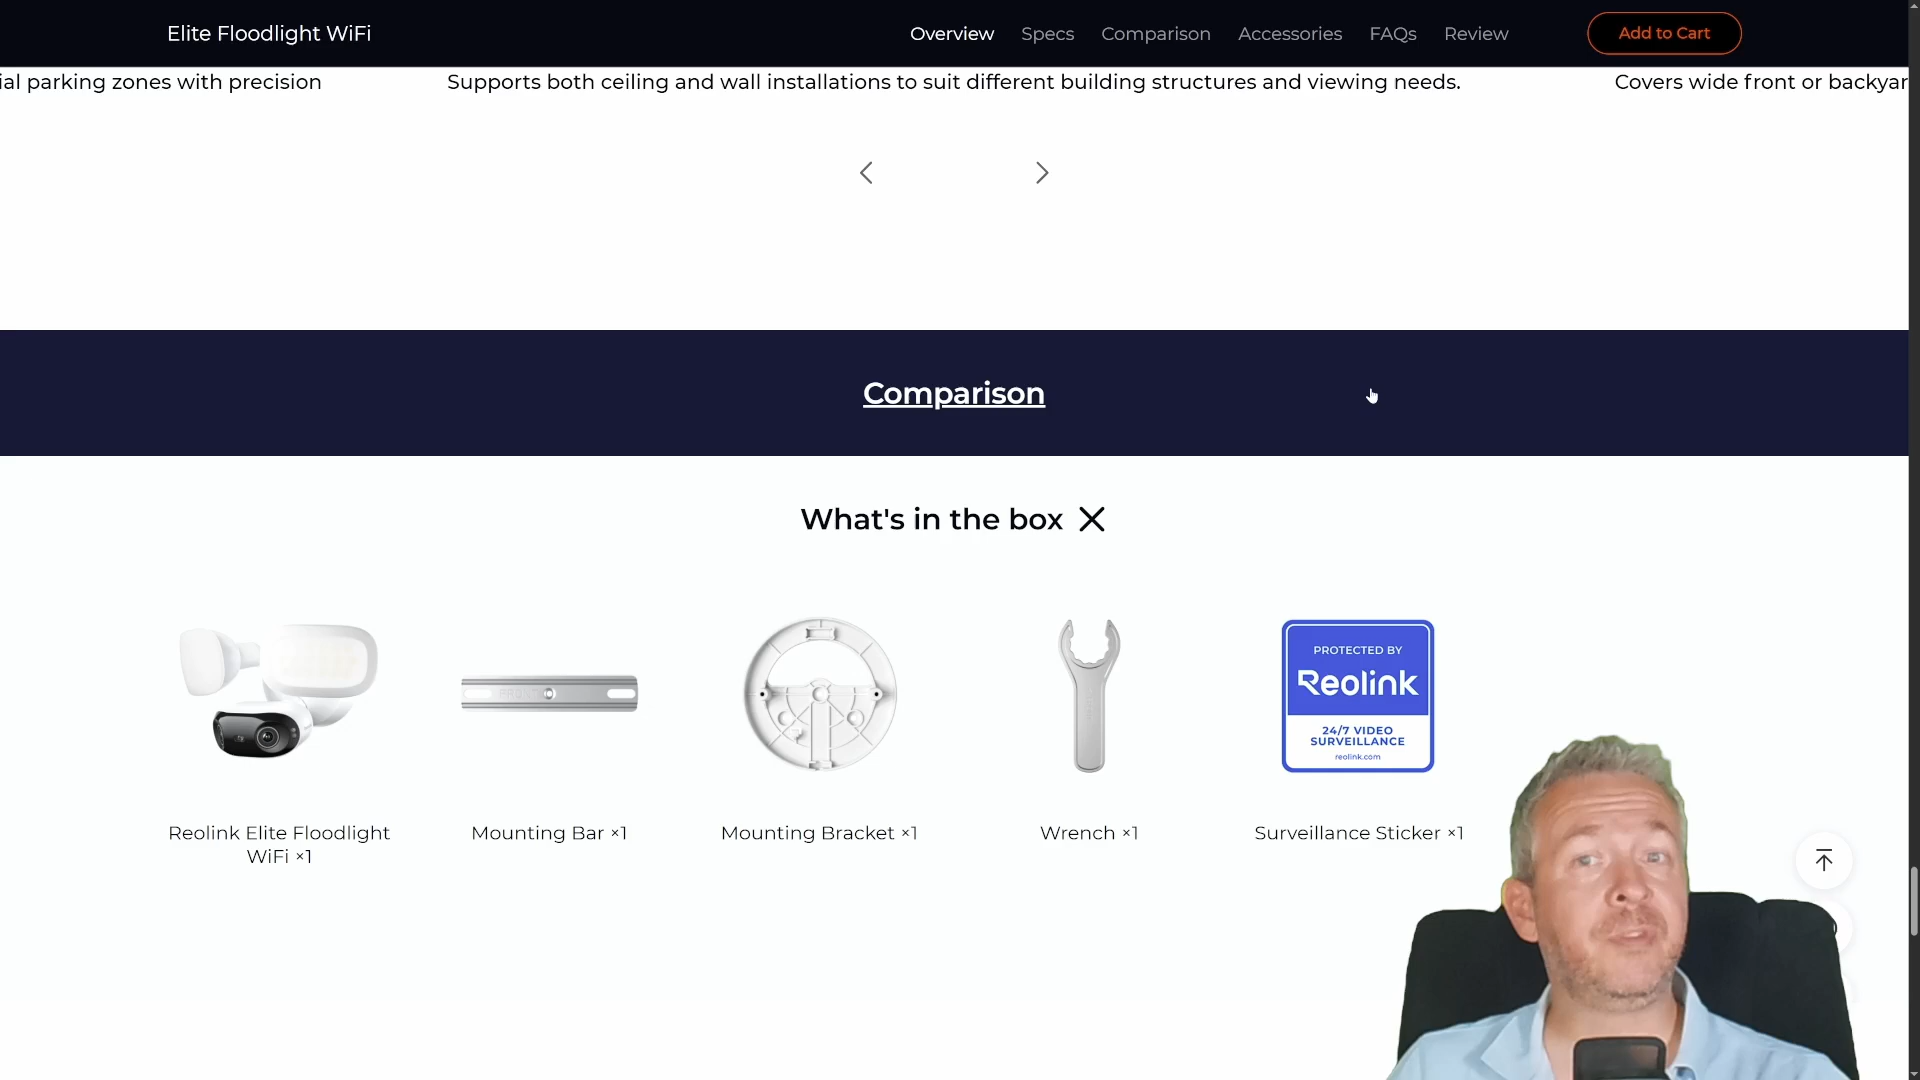 Elite Floodlight WiFi
Overview Specs Comparison Accessories FAQs Review Add to Cart
ial parking zones with precision
Supports both ceiling and wall installations to suit different building structures and viewing needs.
Covers wide front or backyar
Comparison
What's in the box
PROTECTED BY
Reolink
24/7 VIDEO
SURVEILLANCE
reolink.com
Reolink Elite Floodlight
WiFi ×1
Mounting Bar ×1
Mounting Bracket ×1
Wrench ×1
Surveillance Sticker ×1